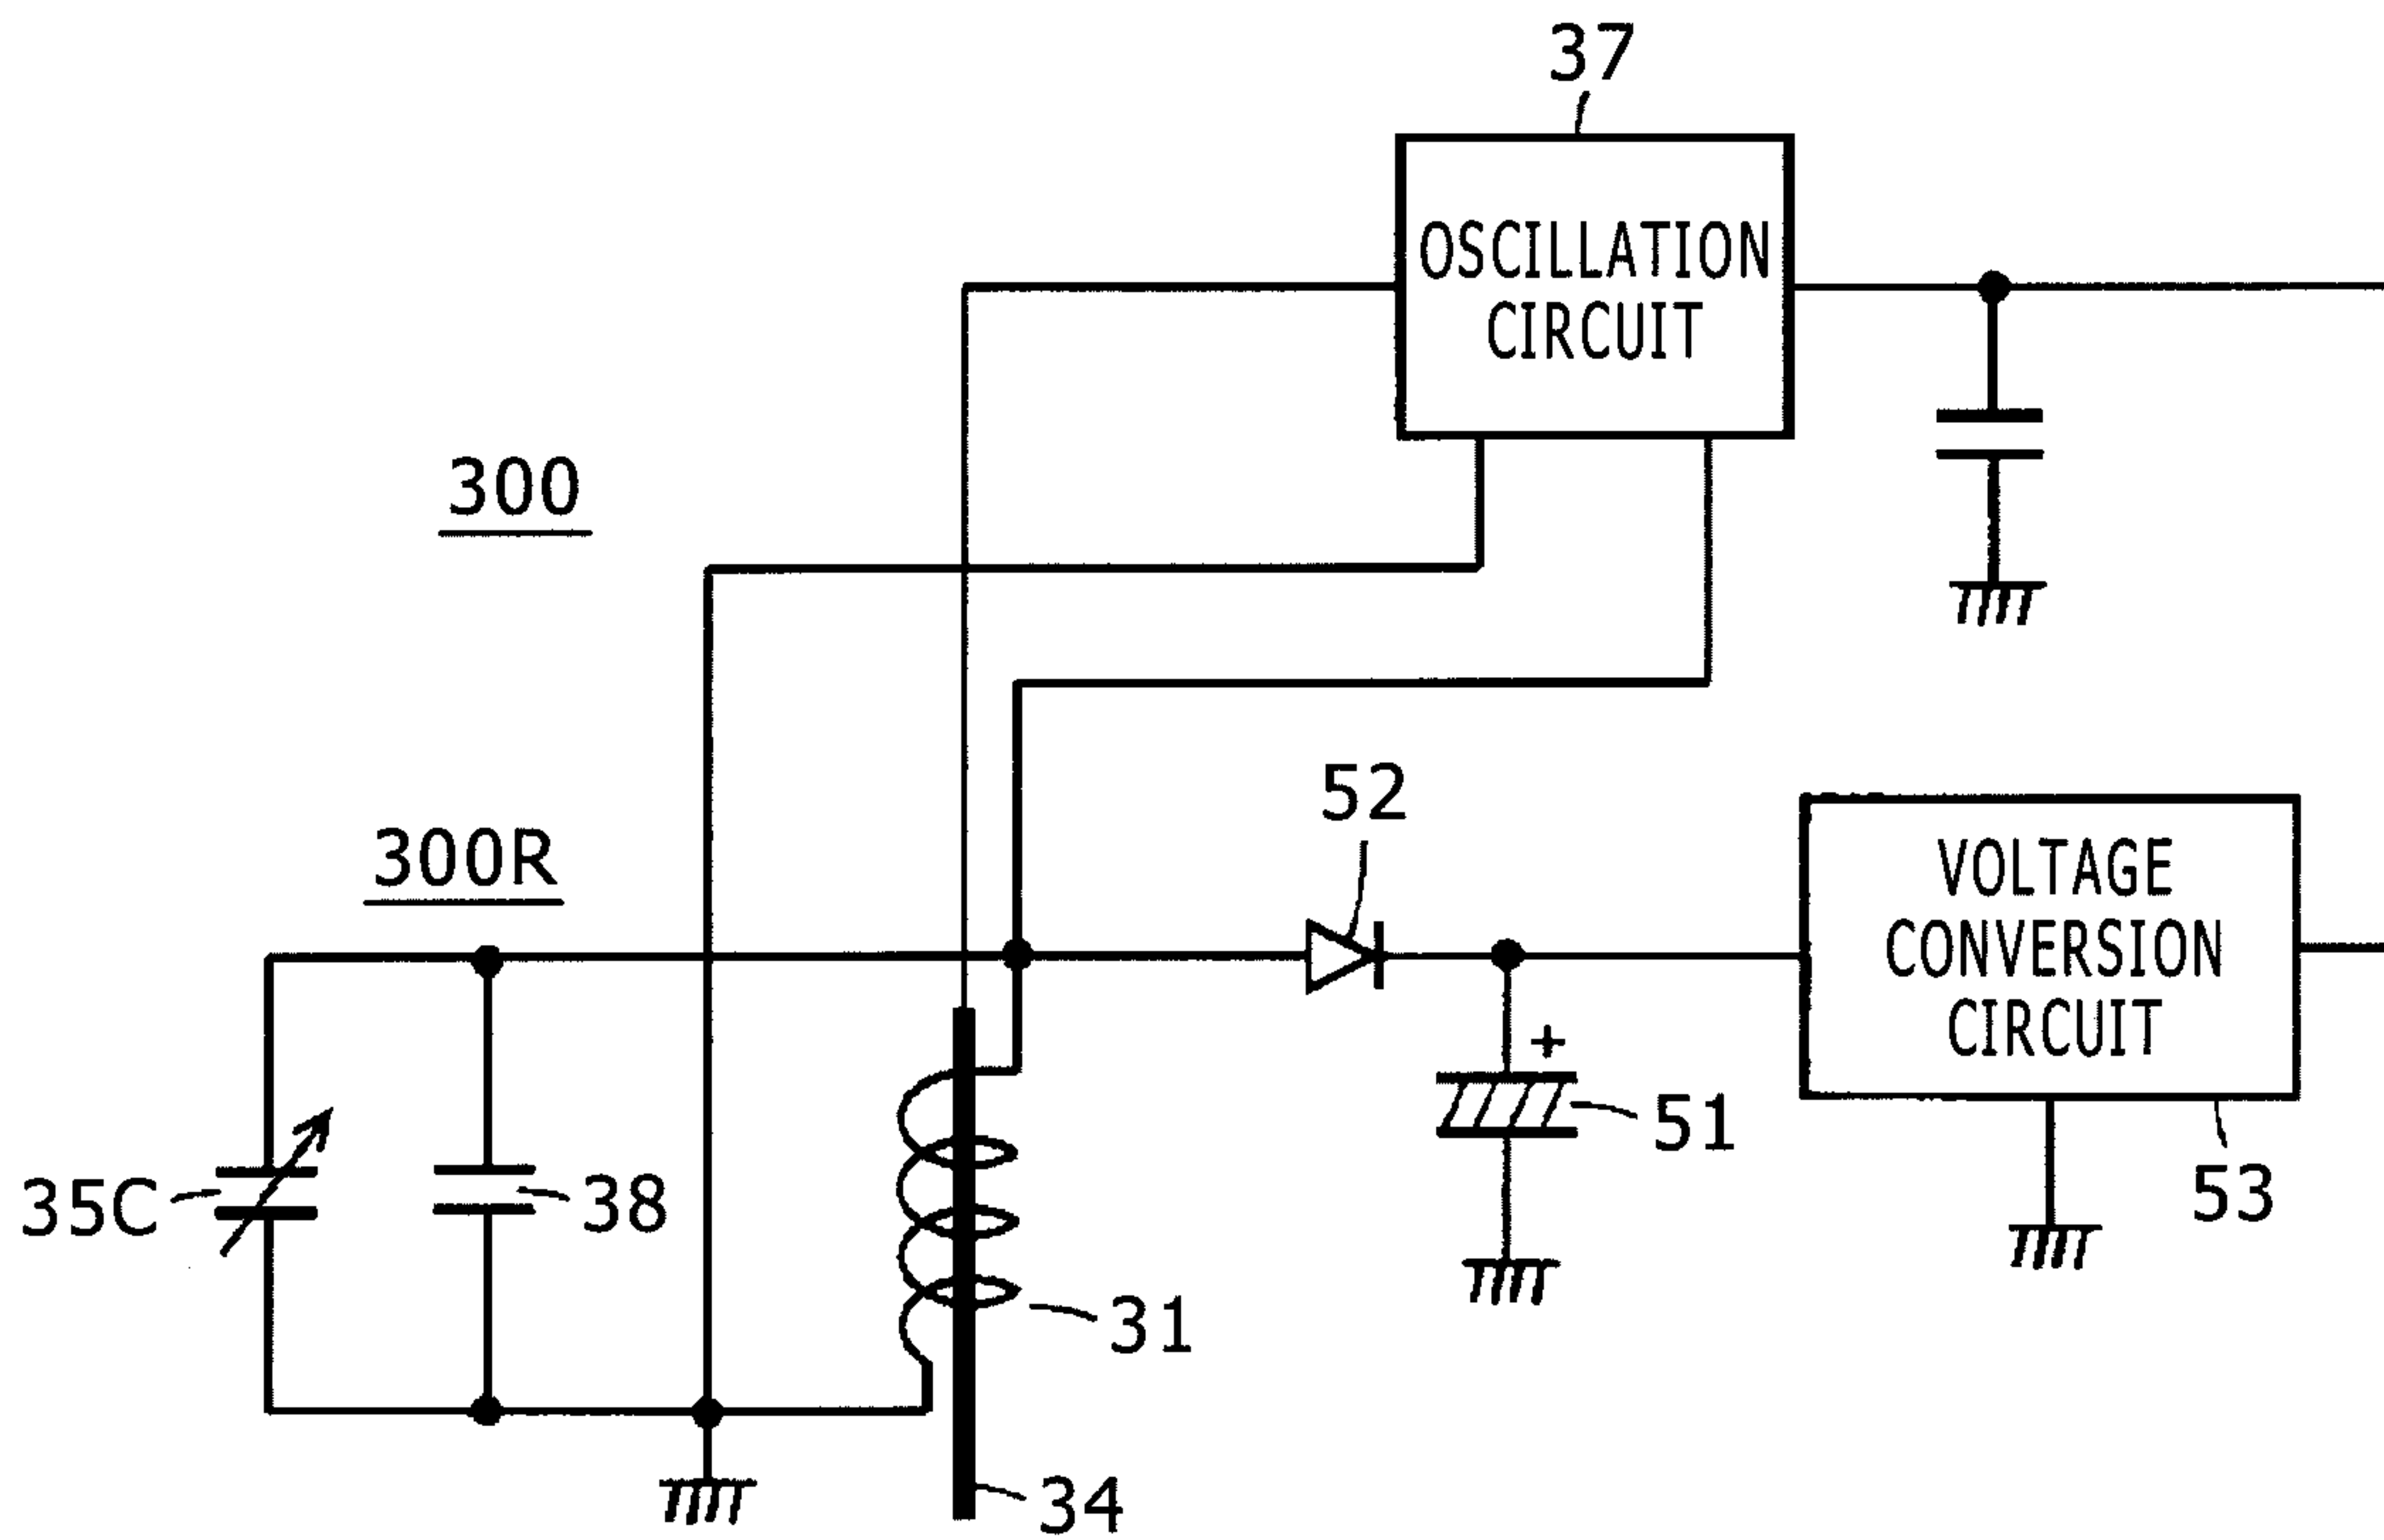 37
OSCILLATION
CIRCUIT
300
52
300R
VOLTAGE
CONVERSION
CIRCUIT
+
51
35C
38
53
31
34